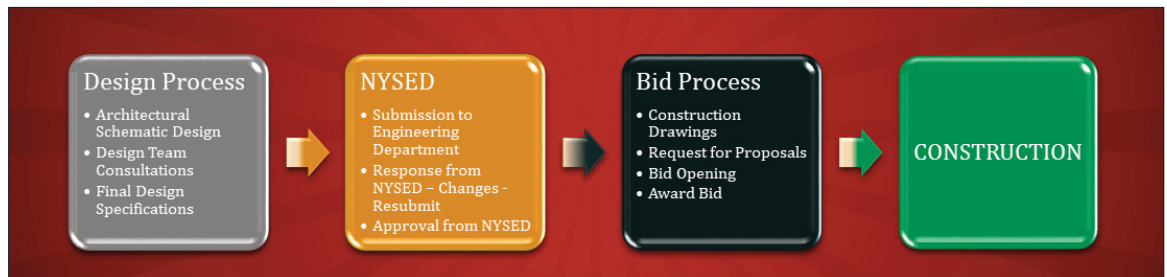 Design Process
• Architectural
Schematic Design
• Design Team
Consultations
• Final Design
Specifications
NYSED
• Submission to
Engineering
Department
• Response from
NYSED – Changes -
Resubmit
• Approval from NYSED
Bid Process
• Construction
Drawings
• Request for Proposals
• Bid Opening
• Award Bid
CONSTRUCTION